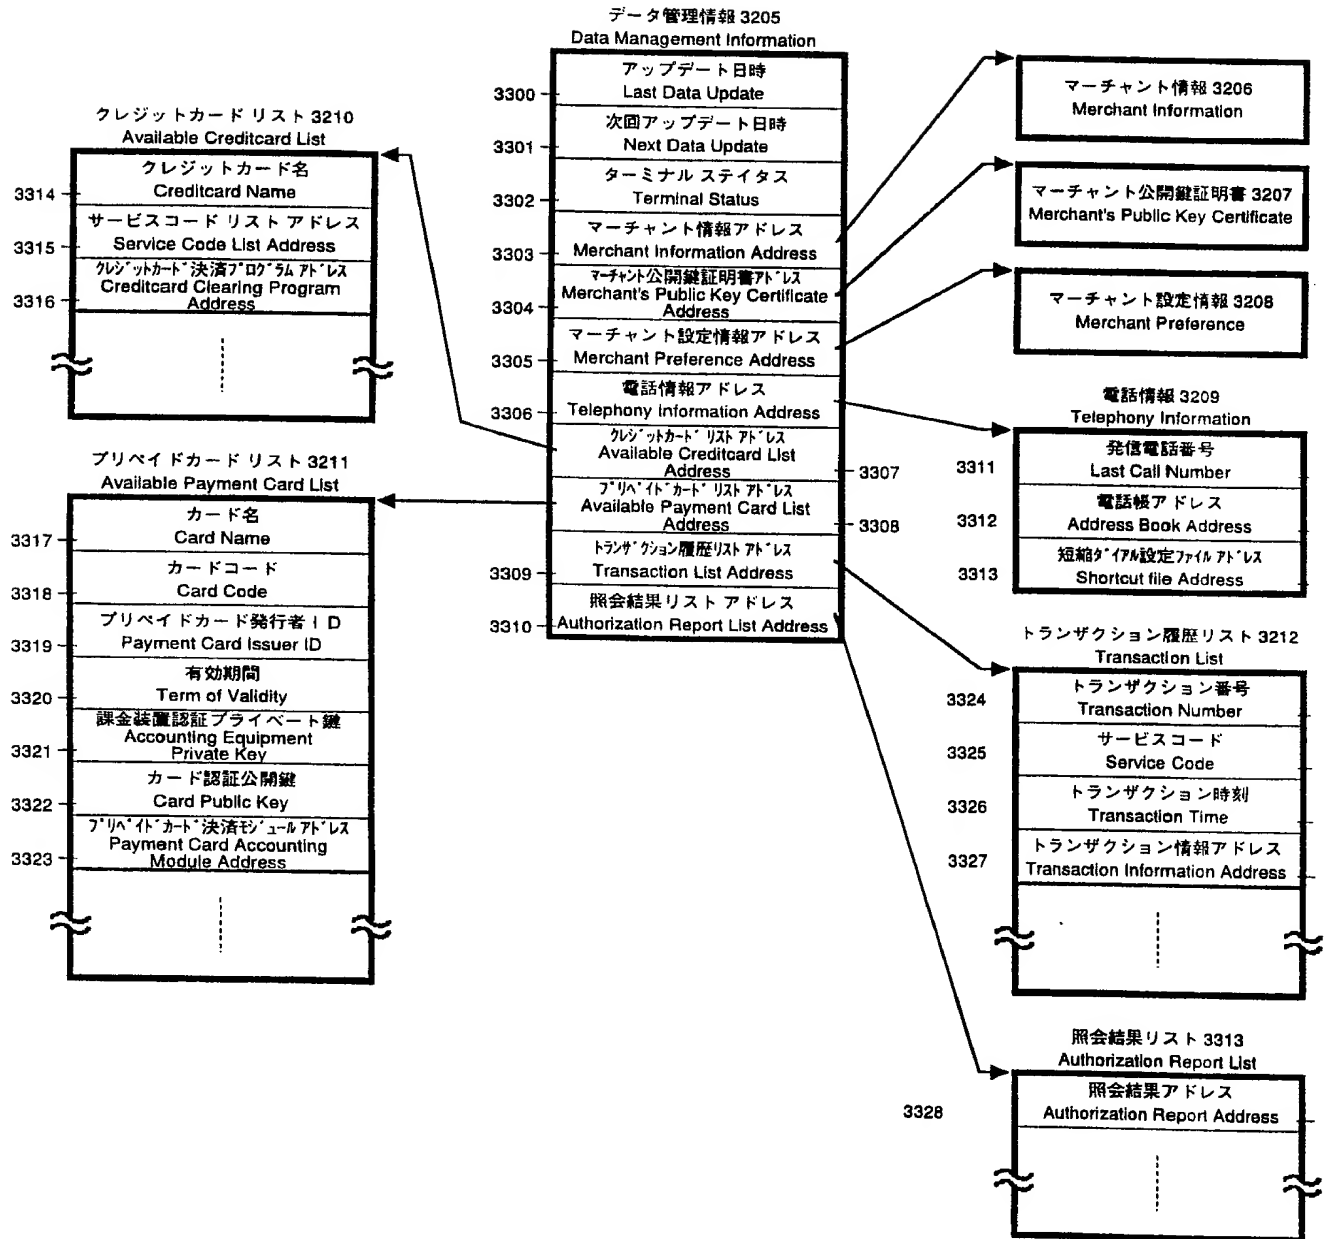 データ管理情報 3205
Data Management Information
3300
アップデート日時
Last Data Update
3301
次回アップデート日時
Next Data Update
3302
ターミナル ステイタス
Terminal Status
3303
マーチャント情報アドレス
Merchant Information Address
3304
マーチャント公開鍵証明書アドレス
Merchant's Public Key Certificate
Address
3305
マーチャント設定情報アドレス
Merchant Preference Address
3306
電話情報アドレス
Telephony Information Address
クレジットカード リスト アドレス
Available Creditcard List
Address
3307
プリペイドカード リスト アドレス
Available Payment Card List
Address
3308
3309
トランザクション履歴リスト アドレス
Transaction List Address
3310
照会結果リスト アドレス
Authorization Report List Address
クレジットカード リスト 3210
Available Creditcard List
3314
クレジットカード名
Creditcard Name
3315
サービスコード リスト アドレス
Service Code List Address
3316
クレジットカード決済プログラム アドレス
Creditcard Clearing Program
Address
プリペイドカード リスト 3211
Available Payment Card List
3317
カード名
Card Name
3318
カードコード
Card Code
3319
プリペイドカード発行者ID
Payment Card Issuer ID
3320
有効期間
Term of Validity
3321
課金装置認証プライベート鍵
Accounting Equipment
Private Key
3322
カード認証公開鍵
Card Public Key
3323
プリペイドカード決済モジュール アドレス
Payment Card Accounting
Module Address
マーチャント情報 3206
Merchant Information
マーチャント公開鍵証明書 3207
Merchant's Public Key Certificate
マーチャント設定情報 3208
Merchant Preference
電話情報 3209
Telephony Information
3311
発信電話番号
Last Call Number
3312
電話帳アドレス
Address Book Address
3313
短縮ダイアル設定ファイル アドレス
Shortcut file Address
トランザクション履歴リスト 3212
Transaction List
3324
トランザクション番号
Transaction Number
3325
サービスコード
Service Code
3326
トランザクション時刻
Transaction Time
3327
トランザクション情報アドレス
Transaction Information Address
照会結果リスト 3313
Authorization Report List
3328
照会結果アドレス
Authorization Report Address